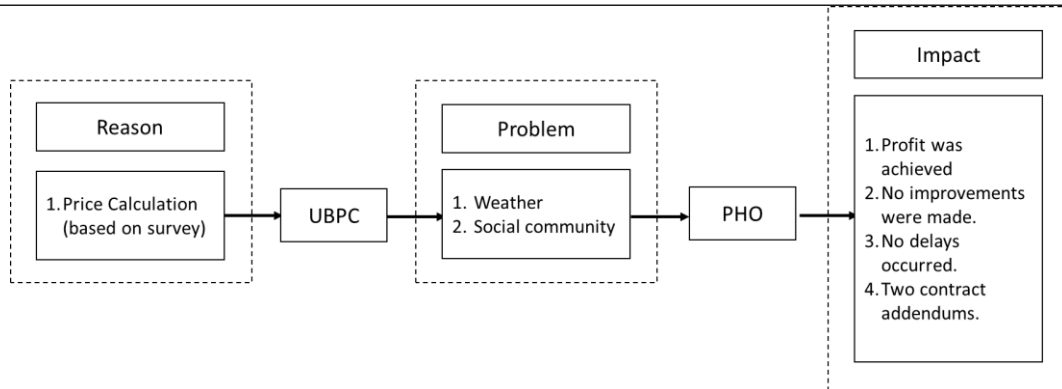 Reason
1. Price Calculation
(based on survey)
UBPC
Problem
1. Weather
2. Social community
PHO
Impact
1. Profit was
achieved
2. No improvements
were made.
3. No delays
occurred.
4. Two contract
addendums.